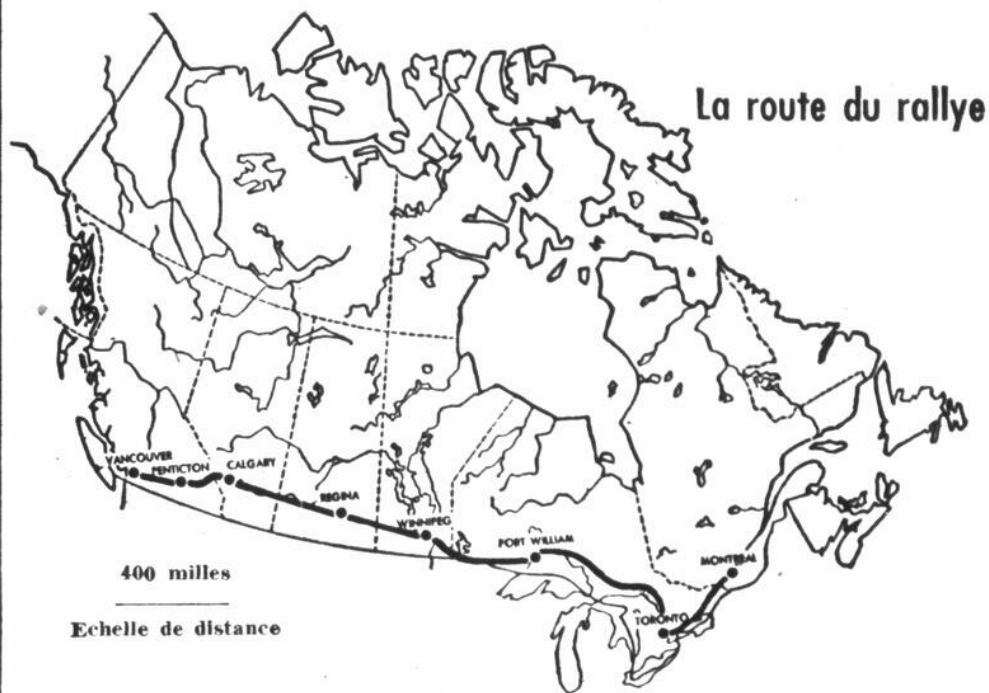 La route du rallye
VANCOUVER
PENTICTON
CALGARY
REGINA
WINNIPEG
PORT WILLIAM
MONTREAL
TORONTO
400 milles
Echelle de distance